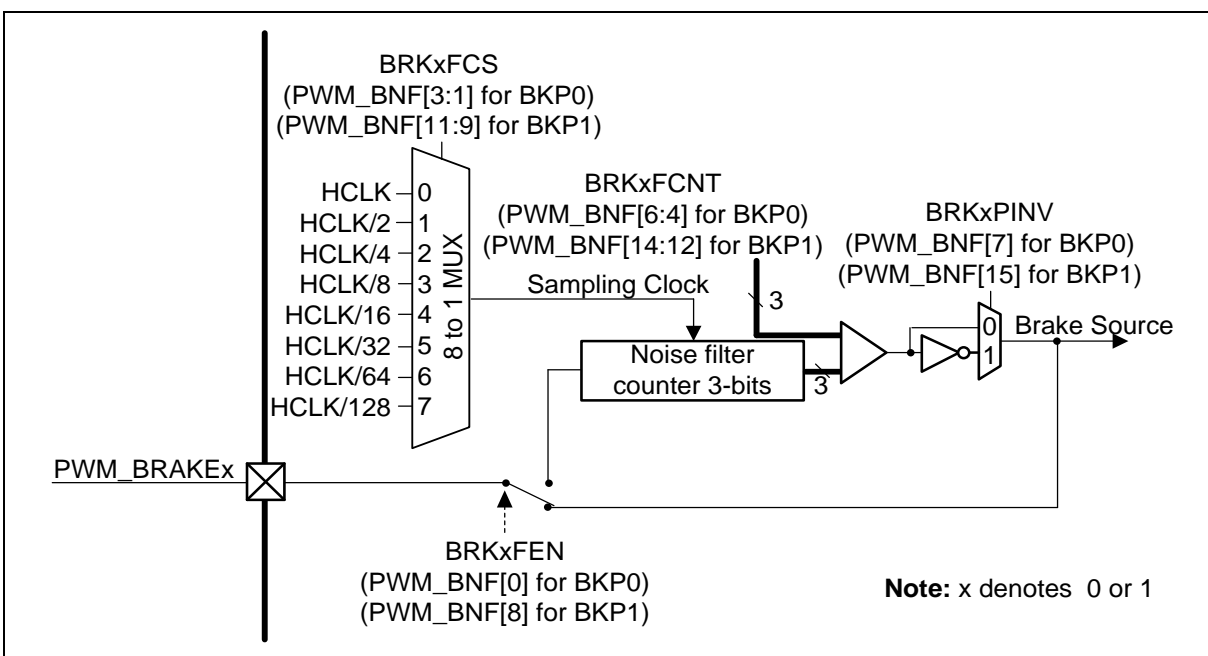 BRKxFCS
(PWM_BNF[3:1] for BKP0)
(PWM_BNF[11:9] for BKP1)
HCLK 0
HCLK/2 1
HCLK/4 2
HCLK/8 3
HCLK/16 4
HCLK/32 5
HCLK/64 6
HCLK/128 7
8 to 1 MUX
BRKxFCNT
(PWM_BNF[6:4] for BKP0)
(PWM_BNF[14:12] for BKP1)
BRKxPINV
(PWM_BNF[7] for BKP0)
(PWM_BNF[15] for BKP1)
Sampling Clock
3
Noise filter
counter 3-bits
3
0
1
Brake Source
PWM_BRAKEx
BRKxFEN
(PWM_BNF[0] for BKP0)
(PWM_BNF[8] for BKP1)
Note: x denotes 0 or 1